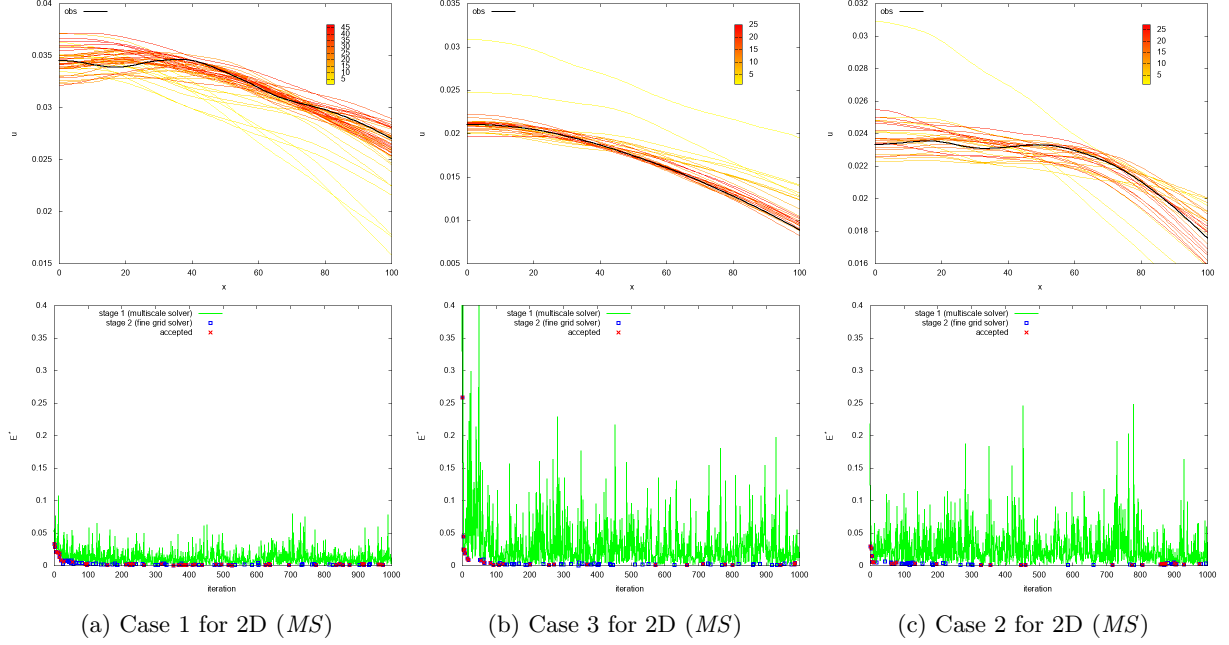 obs
45
40
35
30
25
20
15
10
5
0.04
0.035
0.03
0.025
0.02
0.015
u
0 20 40 60 80 100
x
obs
25
20
15
10
5
0.035
0.03
0.025
0.02
0.015
0.01
0.005
u
0 20 40 60 80 100
x
obs
25
20
15
10
5
0.032
0.03
0.028
0.026
0.024
0.022
0.02
0.018
0.016
u
0 20 40 60 80 100
x
stage 1 (multiscale solver)
stage 2 (fine grid solver)
accepted
0.4
0.35
0.3
0.25
0.2
0.15
0.1
0.05
0
E*
0 100 200 300 400 500 600 700 800 900 1000
iteration
stage 1 (multiscale solver)
stage 2 (fine grid solver)
accepted
0.4
0.35
0.3
0.25
0.2
0.15
0.1
0.05
0
E*
0 100 200 300 400 500 600 700 800 900 1000
iteration
stage 1 (multiscale solver)
stage 2 (fine grid solver)
accepted
0.4
0.35
0.3
0.25
0.2
0.15
0.1
0.05
0
E*
0 100 200 300 400 500 600 700 800 900 1000
iteration
(a) Case 1 for 2D (MS)
(b) Case 3 for 2D (MS)
(c) Case 2 for 2D (MS)